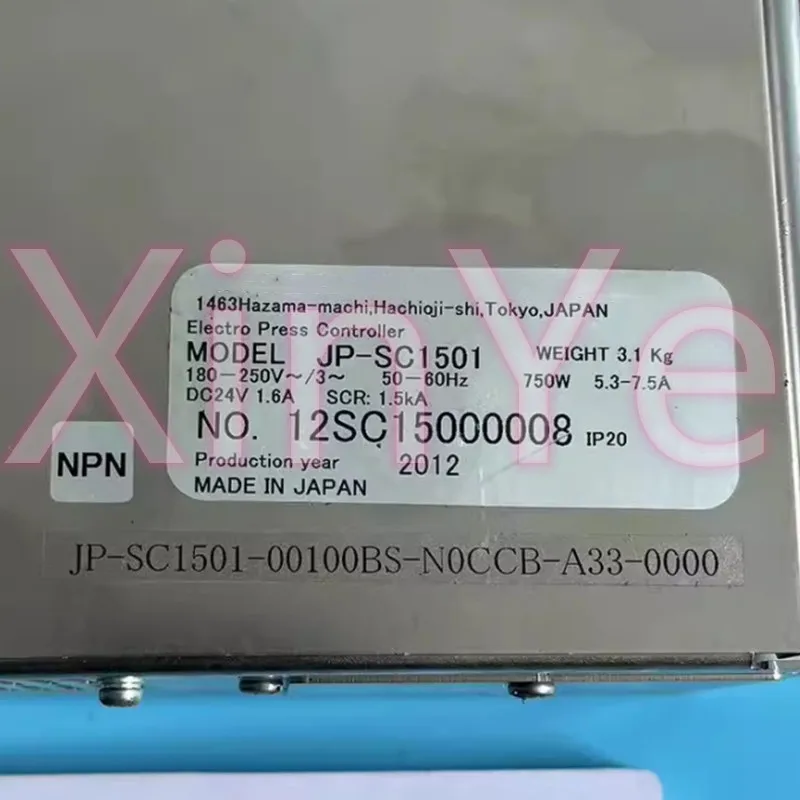 XinYe
1463Hazama-machi,Hachioji-shi,Tokyo,JAPAN
Electro Press Controller
MODEL JP-SC1501 WEIGHT 3.1 Kg
180-250V~/3~ 50-60Hz 750W 5.3-7.5A
DC24V 1.6A SCR: 1.5kA
NO. 12SC15000008 IP20
Production year 2012
MADE IN JAPAN
NPN
JP-SC1501-00100BS-N0CCB-A33-0000